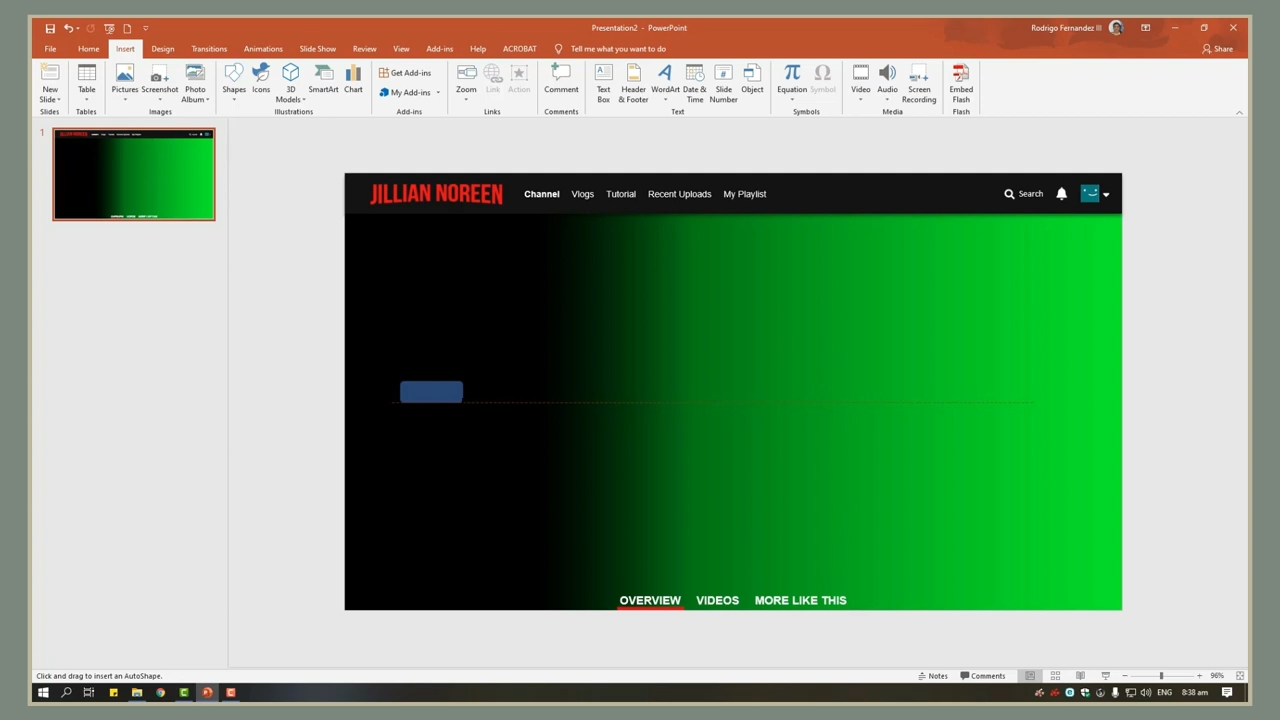 Presentation2 - PowerPoint
Rodrigo Fernandez III
File Home Insert Design Transitions Animations Slide Show Review View Add-ins Help ACROBAT Tell me what you want to do Share
New Slide
Table
Pictures
Screenshot
Photo Album
Shapes
Icons
3D Models
SmartArt
Chart
Get Add-ins
My Add-ins
Zoom
Link
Action
Comment
Text Box
Header & Footer
WordArt
Date & Time
Slide Number
Object
Equation
Symbol
Video
Audio
Screen Recording
Embed Flash
Slides Tables Images Illustrations Add-ins Links Comments Text Symbols Media Flash
1
JILLIAN NOREEN Channel Vlogs Tutorial Recent Uploads My Playlist Search
OVERVIEW VIDEOS MORE LIKE THIS
Click and drag to insert an AutoShape.
Notes Comments 96%
ENG 8:38 am